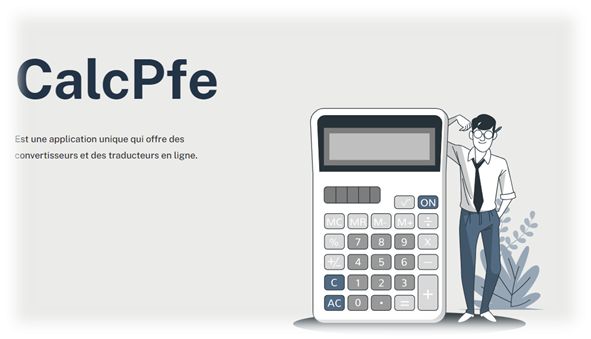 CalcPfe
Est une application unique qui offre des
convertisseurs et des traducteurs en ligne.
ON
MC MR M- M+ ÷
% 7 8 9 X
+/- 4 5 6 −
C 1 2 3
AC 0 . = +